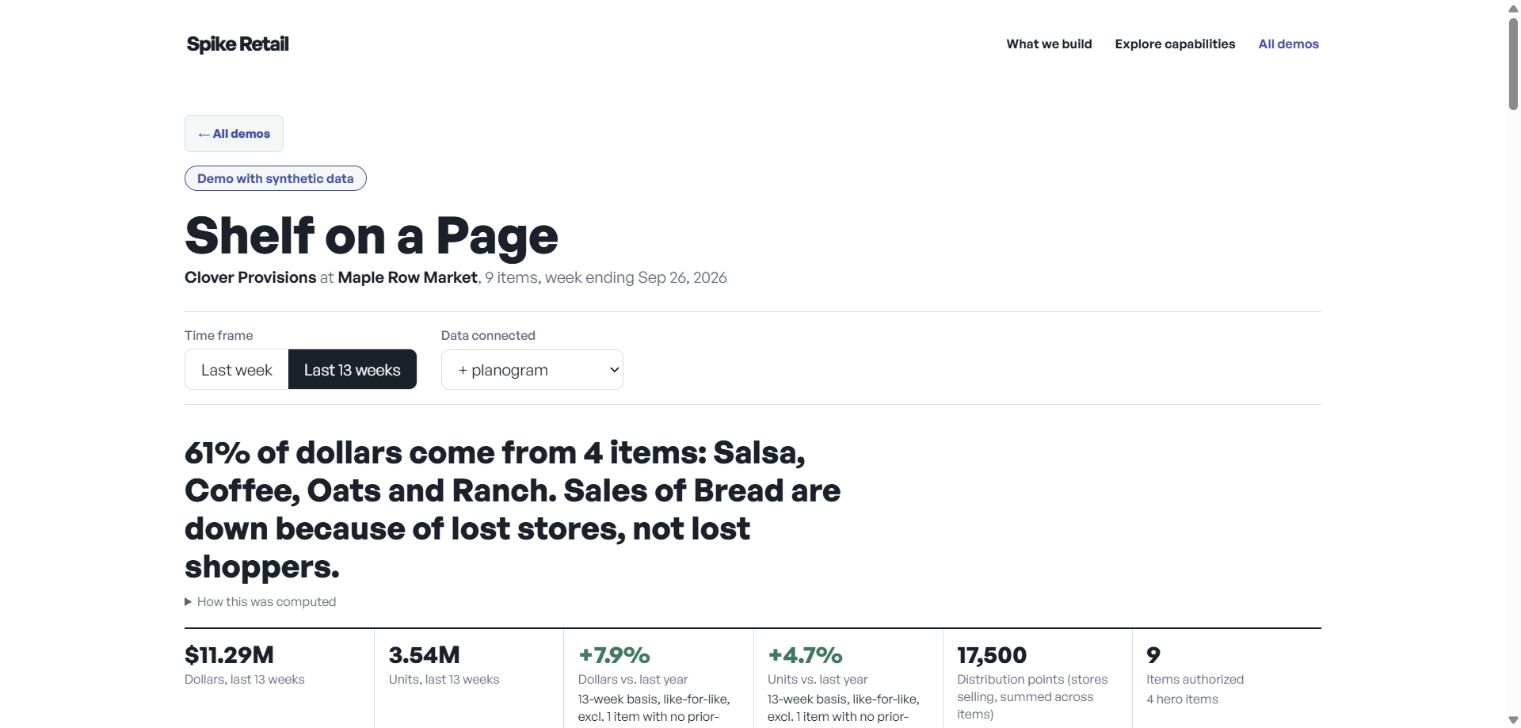 Spike Retail
What we build
Explore capabilities
All demos
← All demos
Demo with synthetic data
Shelf on a Page
Clover Provisions at Maple Row Market, 9 items, week ending Sep 26, 2026
Time frame
Data connected
Last week
Last 13 weeks
+ planogram
61% of dollars come from 4 items: Salsa,
Coffee, Oats and Ranch. Sales of Bread are
down because of lost stores, not lost
shoppers.
How this was computed
$11.29M
Dollars, last 13 weeks
3.54M
Units, last 13 weeks
+7.9%
Dollars vs. last year
13-week basis, like-for-like,
excl. 1 item with no prior-
+4.7%
Units vs. last year
13-week basis, like-for-like,
excl. 1 item with no prior-
17,500
Distribution points (stores
selling, summed across
items)
9
Items authorized
4 hero items